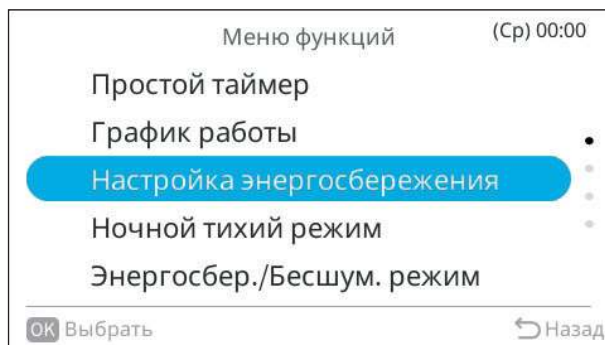 Меню функций (Ср) 00:00
Простой таймер
График работы
Настройка энергосбережения
Ночной тихий режим
Энергосбер./Бесшум. режим
OK Выбрать Назад